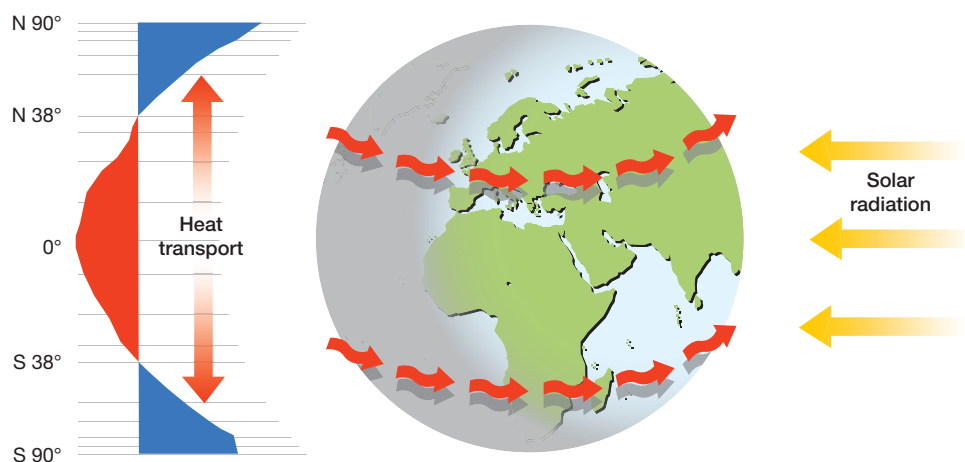 N 90°
N 38°
0°
S 38°
S 90°
Heat
transport
Solar
radiation